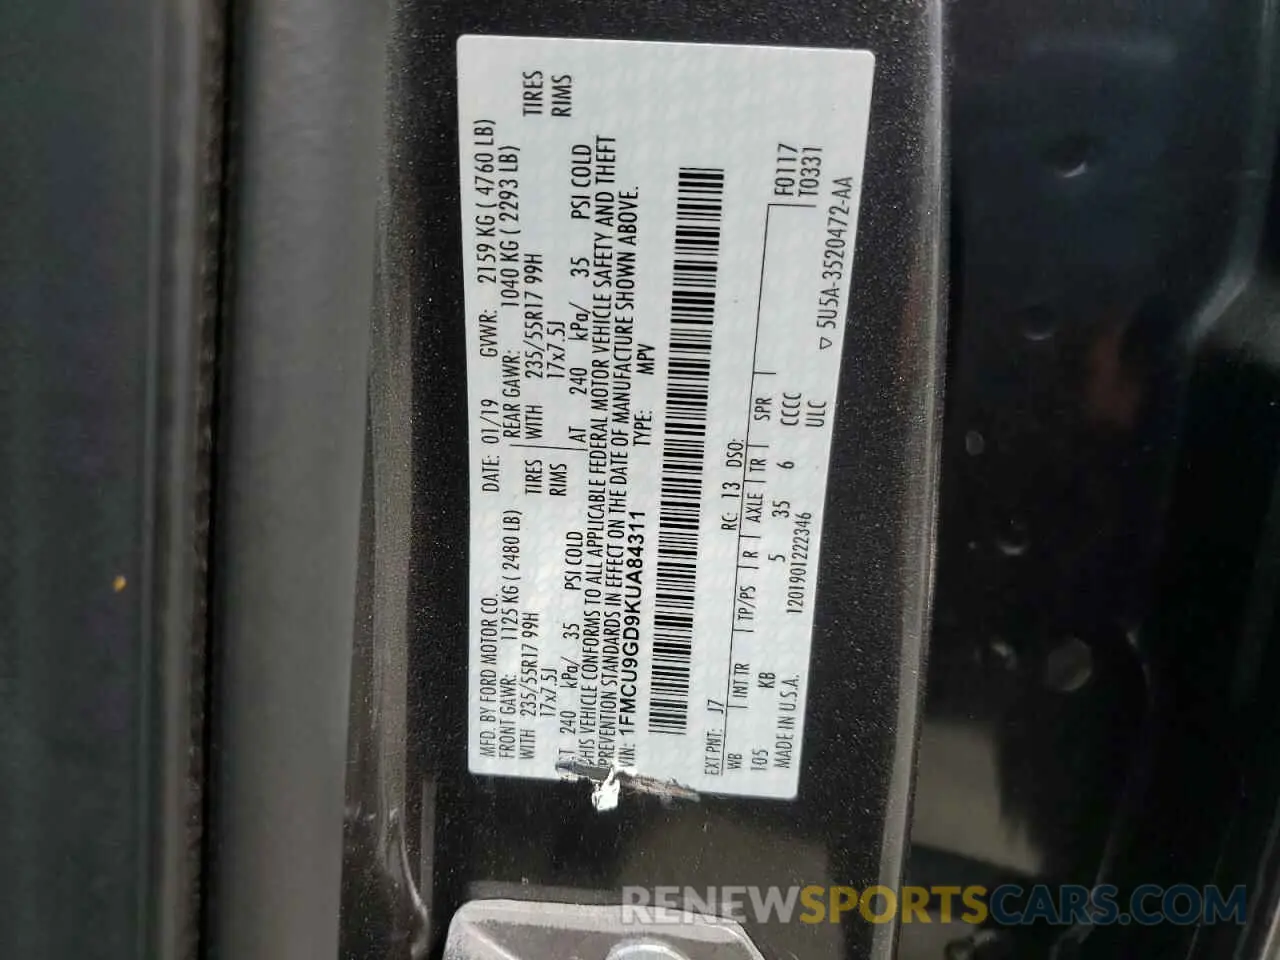 MFD. BY FORD MOTOR CO. DATE: 01/19 GVWR: 2159 KG ( 4760 LB)
FRONT GAWR: 1125 KG ( 2480 LB) REAR GAWR: 1040 KG ( 2293 LB)
WITH 235/55R17 99H TIRES WITH 235/55R17 99H TIRES
17x7.5J RIMS 17x7.5J RIMS
T 240 kPa/ 35 PSI COLD AT 240 kPa/ 35 PSI COLD
HIS VEHICLE CONFORMS TO ALL APPLICABLE FEDERAL MOTOR VEHICLE SAFETY AND THEFT
PREVENTION STANDARDS IN EFFECT ON THE DATE OF MANUFACTURE SHOWN ABOVE.
VIN: 1FMCU9GD9KUA84311 TYPE: MPV
EXT PNT: J7 RC: 13 DSO:
WB INT TR TP/PS R AXLE TR SPR F0117
105 KB 5 35 6 CCCC T0331
MADE IN U.S.A. 1201901222346 ULC
▽ 5U5A-3520472-AA
RENEWSPORTSCARS.COM